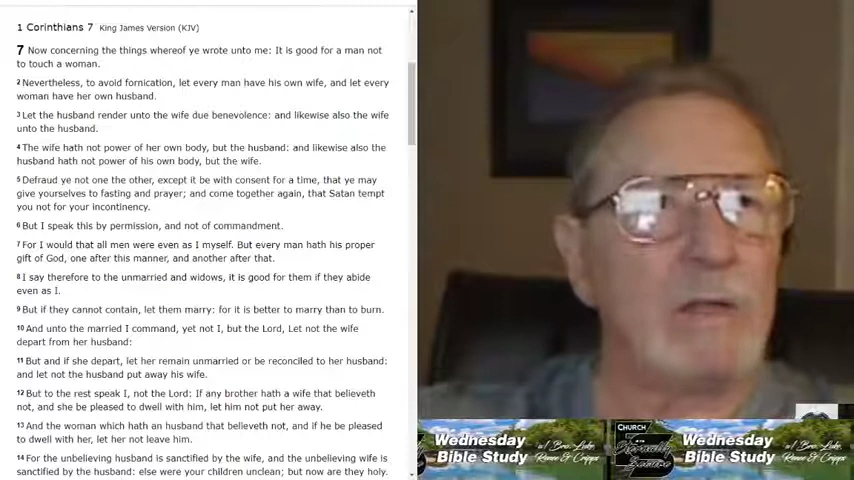 1 Corinthians 7 King James Version (KJV)
7 Now concerning the things whereof ye wrote unto me: It is good for a man not
to touch a woman.
2 Nevertheless, to avoid fornication, let every man have his own wife, and let every
woman have her own husband.
3 Let the husband render unto the wife due benevolence: and likewise also the wife
unto the husband.
4 The wife hath not power of her own body, but the husband: and likewise also the
husband hath not power of his own body, but the wife.
5 Defraud ye not one the other, except it be with consent for a time, that ye may
give yourselves to fasting and prayer; and come together again, that Satan tempt
you not for your incontinency.
6 But I speak this by permission, and not of commandment.
7 For I would that all men were even as I myself. But every man hath his proper
gift of God, one after this manner, and another after that.
8 I say therefore to the unmarried and widows, it is good for them if they abide
even as I.
9 But if they cannot contain, let them marry: for it is better to marry than to burn.
10 And unto the married I command, yet not I, but the Lord, Let not the wife
depart from her husband:
11 But and if she depart, let her remain unmarried or be reconciled to her husband:
and let not the husband put away his wife.
12 But to the rest speak I, not the Lord: If any brother hath a wife that believeth
not, and she be pleased to dwell with him, let him not put her away.
13 And the woman which hath an husband that believeth not, and if he be pleased
to dwell with her, let her not leave him.
14 For the unbelieving husband is sanctified by the wife, and the unbelieving wife is
sanctified by the husband: else were your children unclean; but now are they holy.
Wednesday
Bible Study
w/ Bro. Luke,
Renee & Cripps
CHURCH
Eternally
Secure
Wednesday
Bible Study
w/ Bro. Luke,
Renee & Cripps